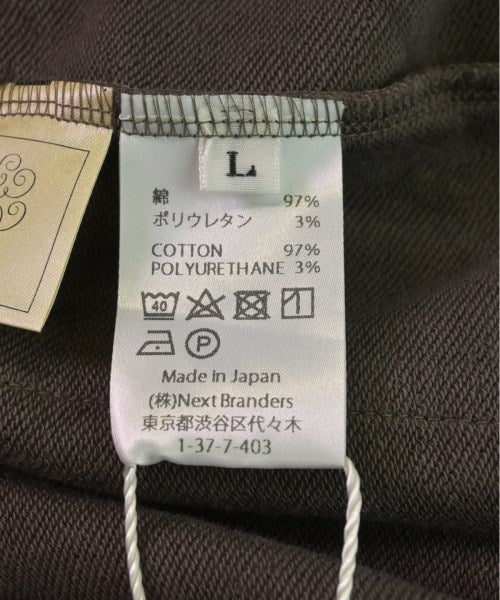 L
綿 97%
ポリウレタン 3%
COTTON 97%
POLYURETHANE 3%
40
P
Made in Japan
(株)Next Branders
東京都渋谷区代々木
1-37-7-403